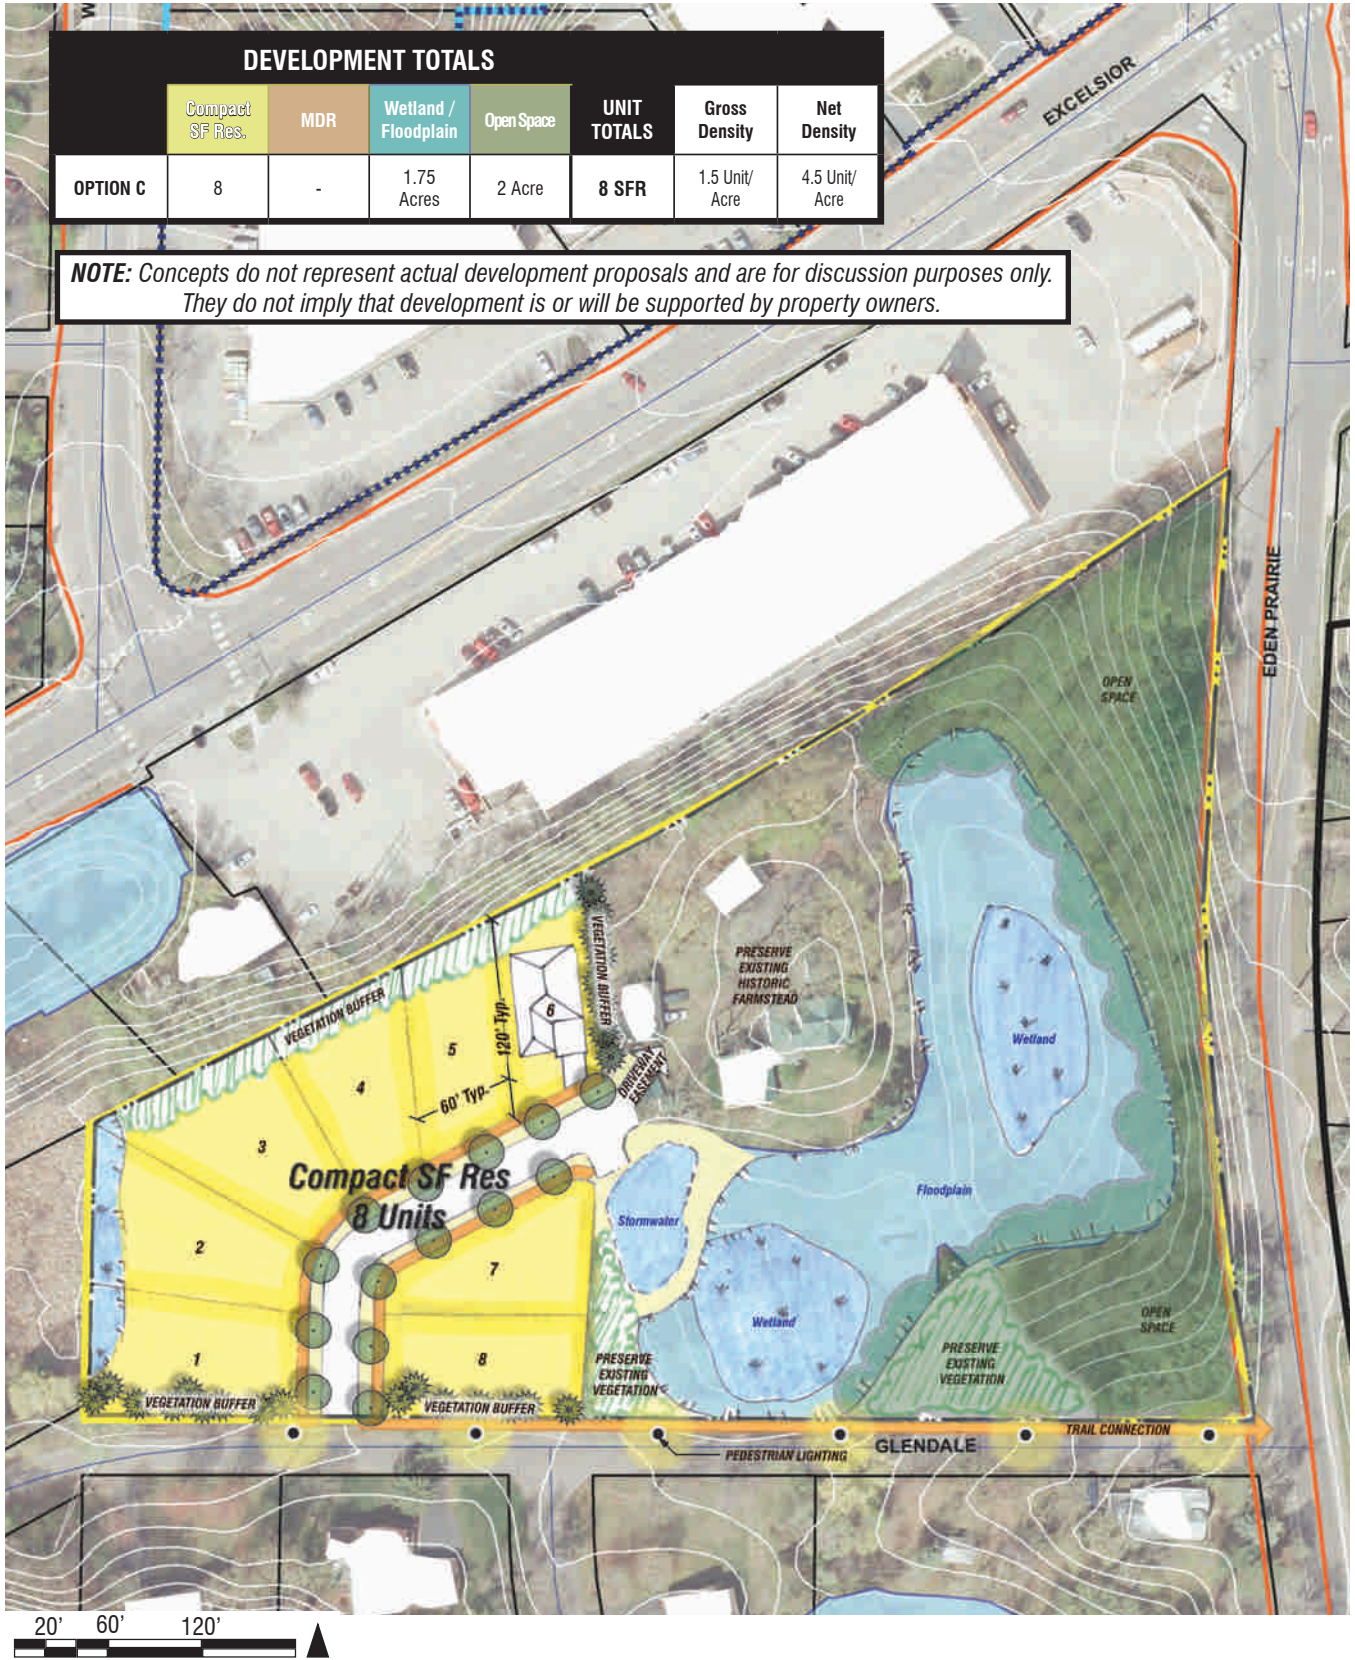 DEVELOPMENT TOTALS
Compact
SF Res.
MDR
Wetland /
Floodplain
Open Space
UNIT
TOTALS
Gross
Density
Net
Density
OPTION C
8
-
1.75
Acres
2 Acre
8 SFR
1.5 Unit/
Acre
4.5 Unit/
Acre
NOTE: Concepts do not represent actual development proposals and are for discussion purposes only.
They do not imply that development is or will be supported by property owners.
W
EXCELSIOR
EDEN PRAIRIE
OPEN
SPACE
VEGETATION BUFFER
VEGETATION BUFFER
PRESERVE
EXISTING
HISTORIC
FARMSTEAD
6
5
120' Typ.
4
60' Typ.
DRIVEWAY
EASEMENT
Wetland
3
Compact SF Res
8 Units
Floodplain
Stormwater
2
7
Wetland
OPEN
SPACE
1
8
PRESERVE
EXISTING
VEGETATION
PRESERVE
EXISTING
VEGETATION
VEGETATION BUFFER
VEGETATION BUFFER
TRAIL CONNECTION
GLENDALE
PEDESTRIAN LIGHTING
20'
60'
120'